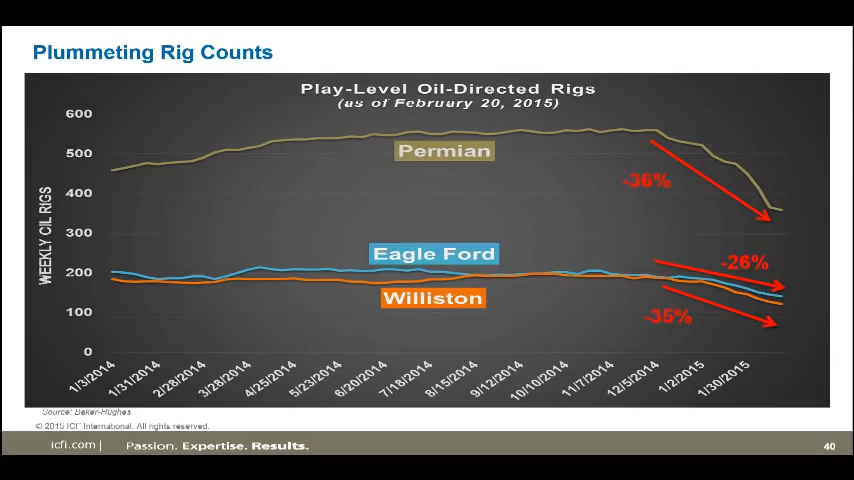 Plummeting Rig Counts
Play-Level Oil-Directed Rigs
(as of February 20, 2015)
600
500
400
300
200
100
0
WEEKLY OIL RIGS
Permian
Eagle Ford
Williston
-36%
-26%
-35%
1/3/2014
1/31/2014
2/28/2014
3/28/2014
4/25/2014
5/23/2014
6/20/2014
7/18/2014
8/15/2014
9/12/2014
10/10/2014
11/7/2014
12/5/2014
1/2/2015
1/30/2015
Source: Baker-Hughes
© 2015 ICF International. All rights reserved.
icfi.com | Passion. Expertise. Results.
40